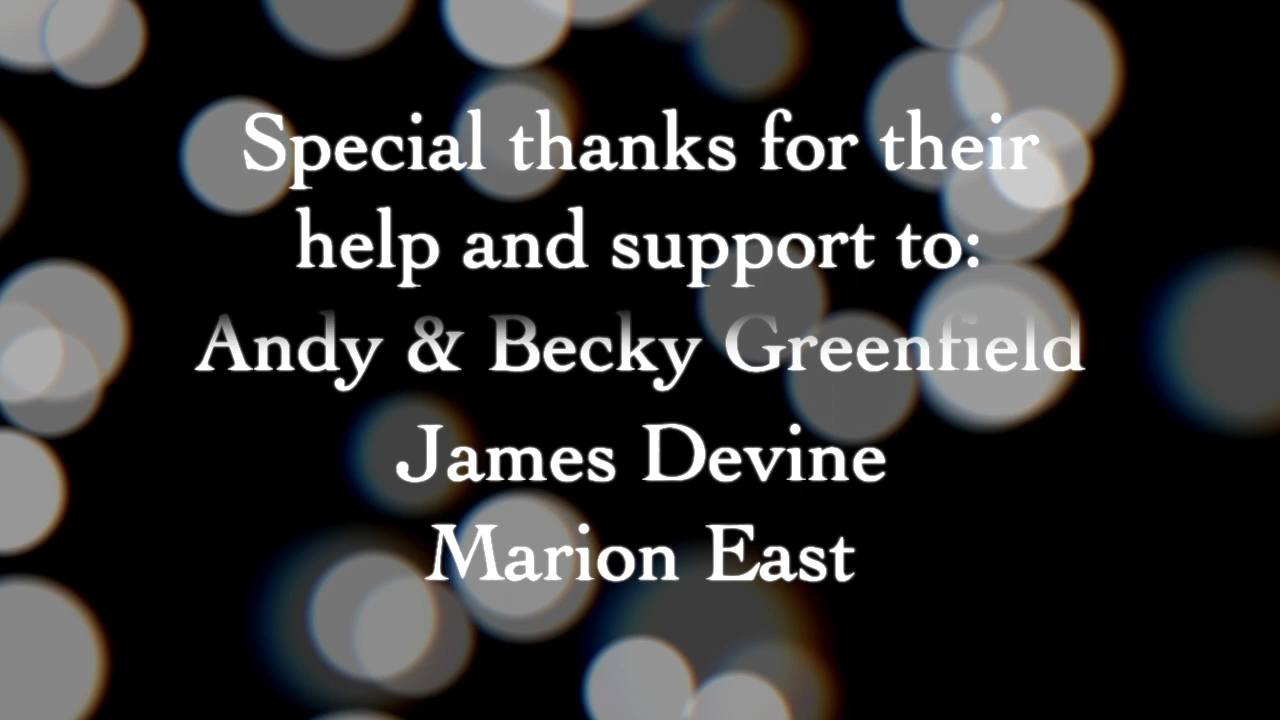 Special thanks for their
help and support to:
Andy & Becky Greenfield
James Devine
Marion East